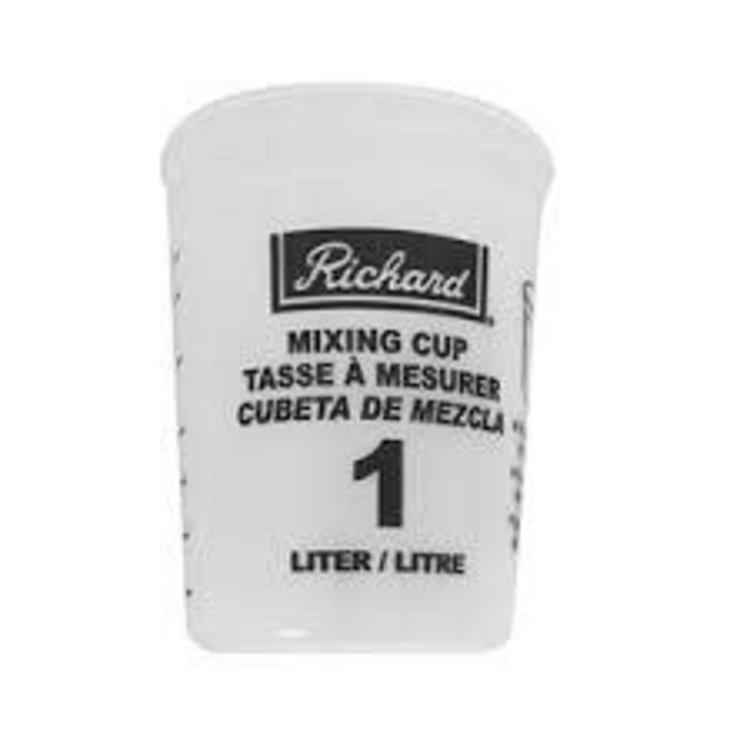 Richard
MIXING CUP
TASSE À MESURER
CUBETA DE MEZCLA
1
LITER / LITRE